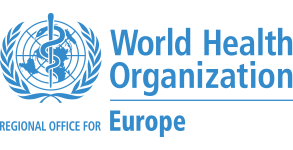 World Health
Organization
REGIONAL OFFICE FOR Europe